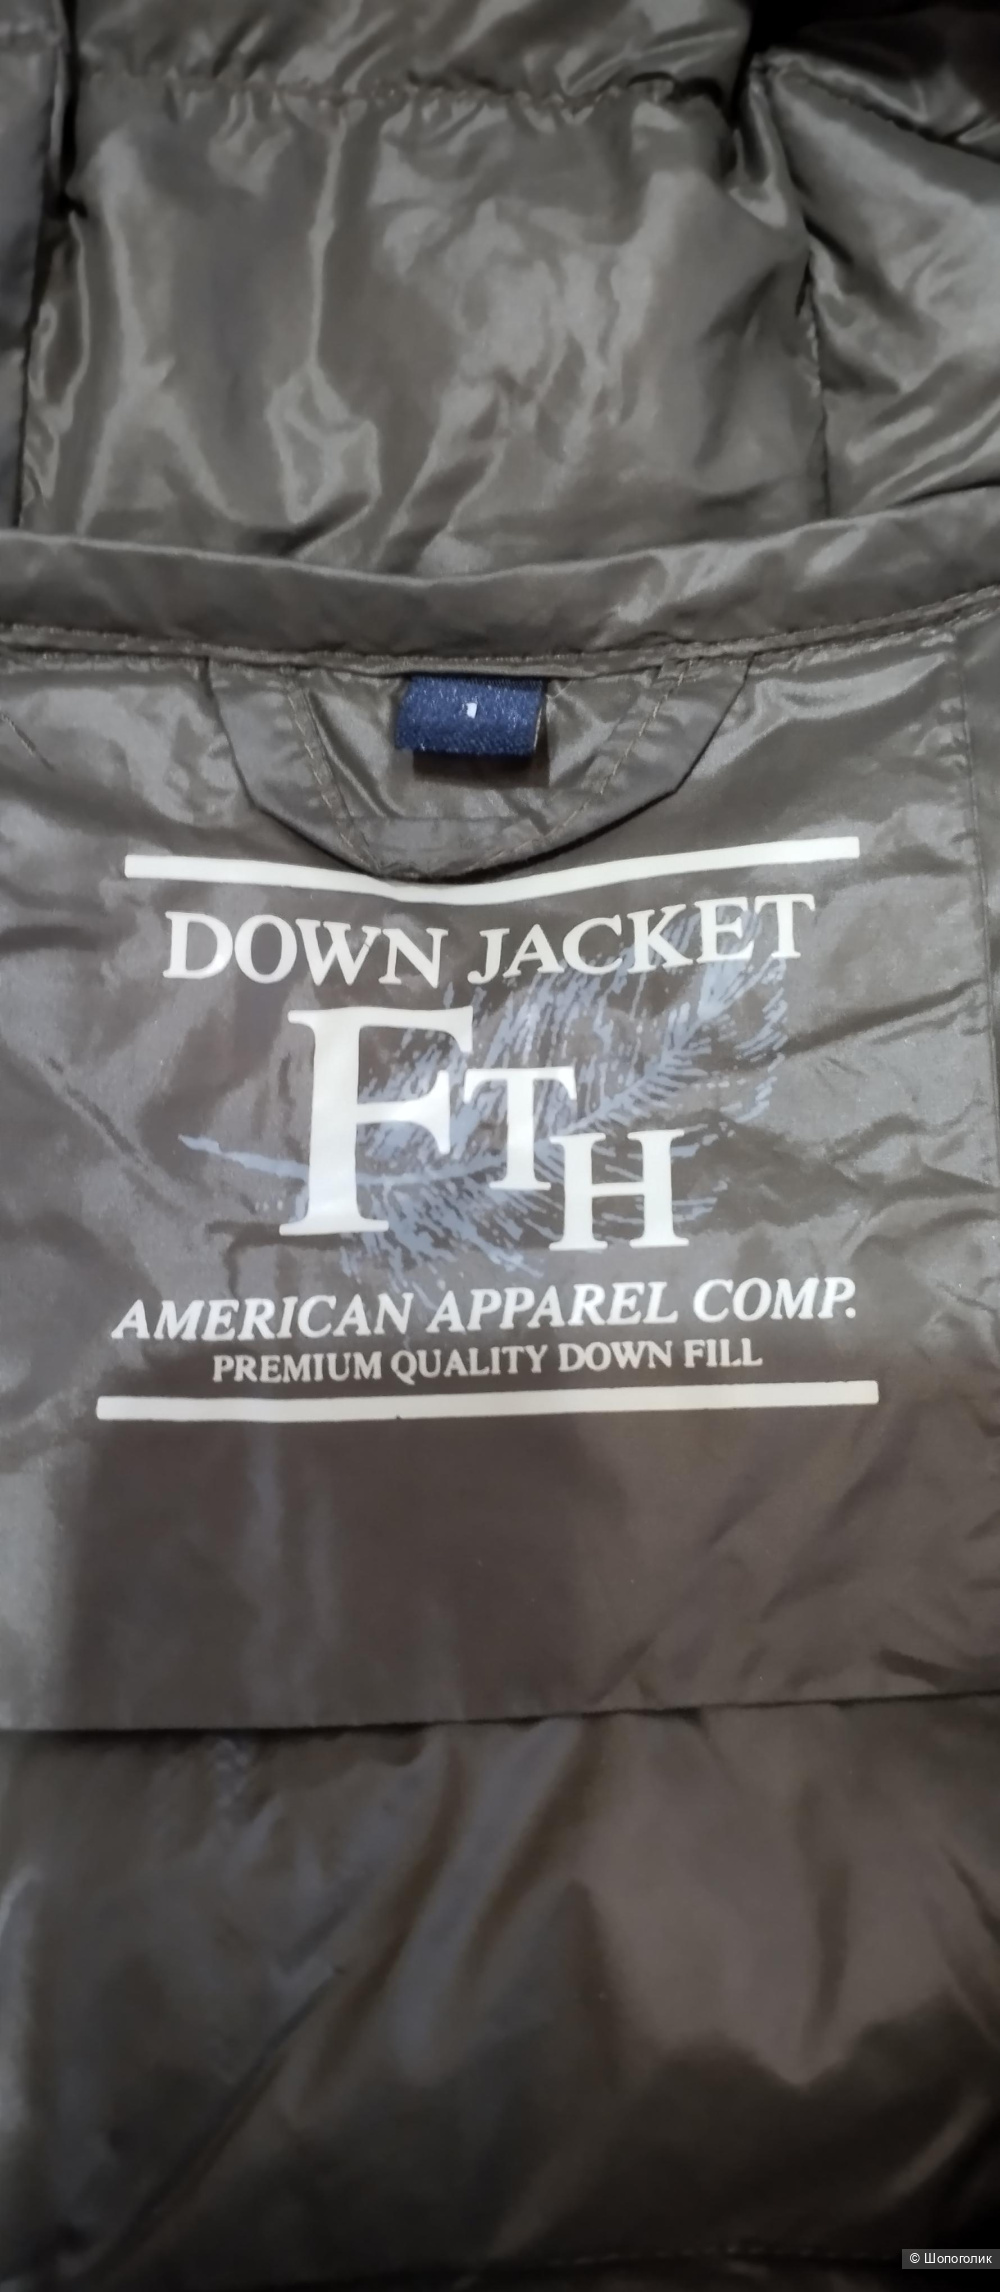 DOWN JACKET
FTH
AMERICAN APPAREL COMP.
PREMIUM QUALITY DOWN FILL
© Шопоголик